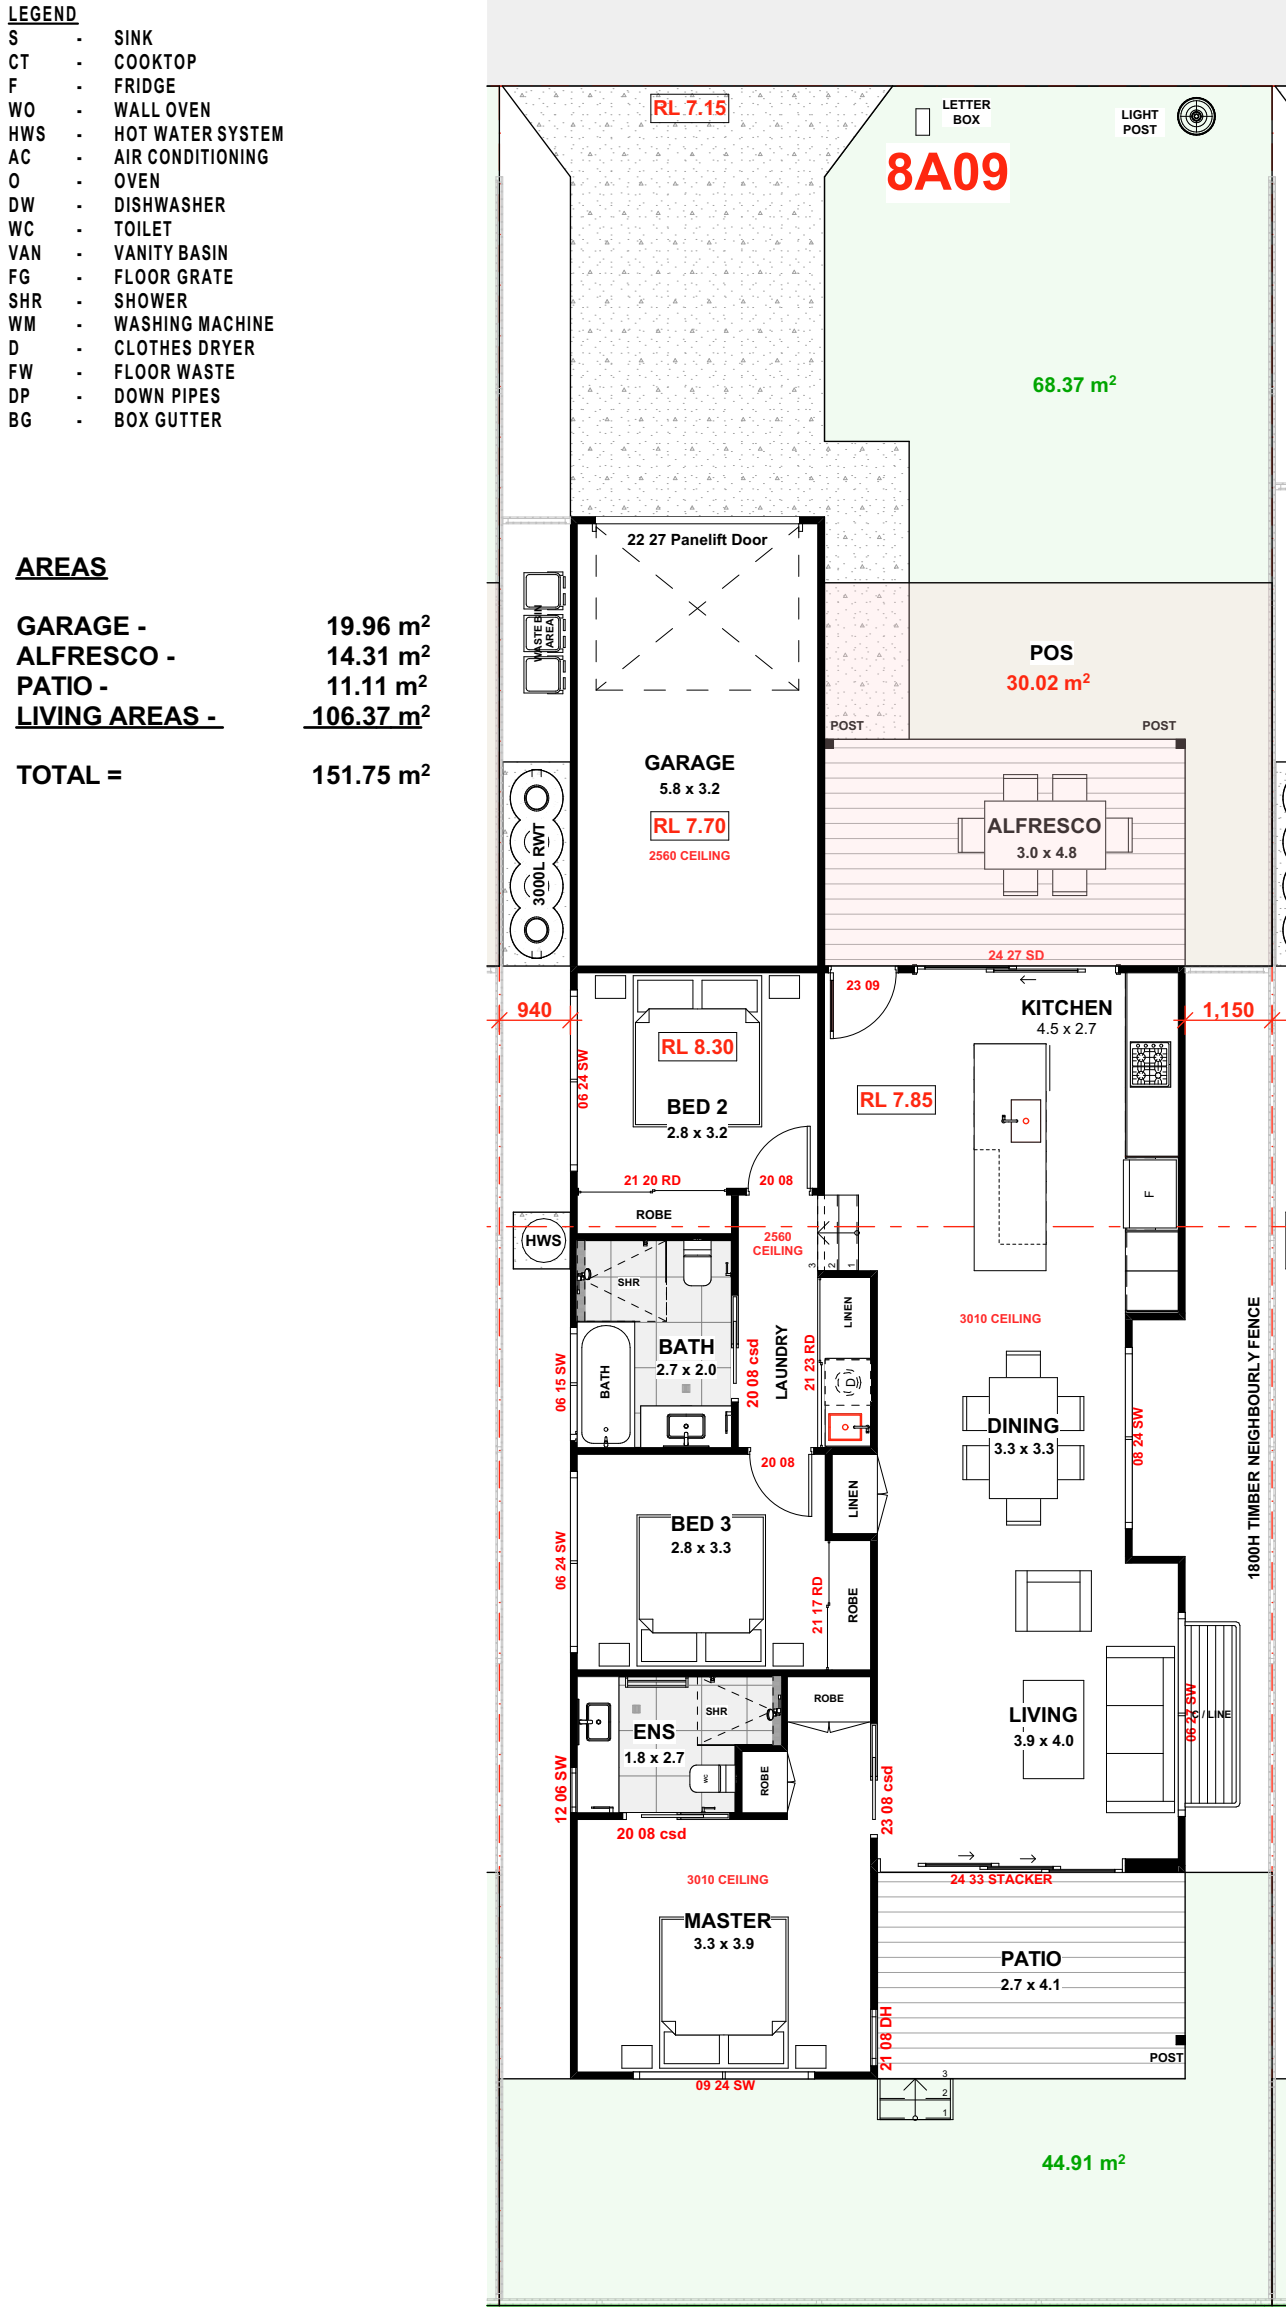 LEGEND
S - SINK
CT - COOKTOP
F - FRIDGE
WO - WALL OVEN
HWS - HOT WATER SYSTEM
AC - AIR CONDITIONING
O - OVEN
DW - DISHWASHER
WC - TOILET
VAN - VANITY BASIN
FG - FLOOR GRATE
SHR - SHOWER
WM - WASHING MACHINE
D - CLOTHES DRYER
FW - FLOOR WASTE
DP - DOWN PIPES
BG - BOX GUTTER
AREAS
GARAGE - 19.96 m²
ALFRESCO - 14.31 m²
PATIO - 11.11 m²
LIVING AREAS - 106.37 m²
TOTAL = 151.75 m²
RL 7.15
LETTER
BOX
LIGHT
POST
8A09
68.37 m²
22 27 Panelift Door
WASTE BIN
AREA
POS
30.02 m²
POST
POST
GARAGE
5.8 x 3.2
RL 7.70
2560 CEILING
3000L RWT
ALFRESCO
3.0 x 4.8
24 27 SD
23 09
940
1,150
KITCHEN
4.5 x 2.7
RL 8.30
06 24 SW
BED 2
2.8 x 3.2
RL 7.85
21 20 RD
20 08
F
ROBE
HWS
2560
CEILING
3
2
1
SHR
LINEN
3010 CEILING
BATH
2.7 x 2.0
BATH
06 15 SW
20 08 csd
LAUNDRY
21 23 RD
D
1800H TIMBER NEIGHBOURLY FENCE
DINING
3.3 x 3.3
08 24 SW
20 08
LINEN
BED 3
2.8 x 3.3
06 24 SW
21 17 RD
ROBE
ROBE
SHR
ENS
1.8 x 2.7
WC
ROBE
12 06 SW
20 08 csd
23 08 csd
LIVING
3.9 x 4.0
06 27 SW
C / LINE
3010 CEILING
24 33 STACKER
MASTER
3.3 x 3.9
PATIO
2.7 x 4.1
21 08 DH
POST
09 24 SW
3
2
1
44.91 m²